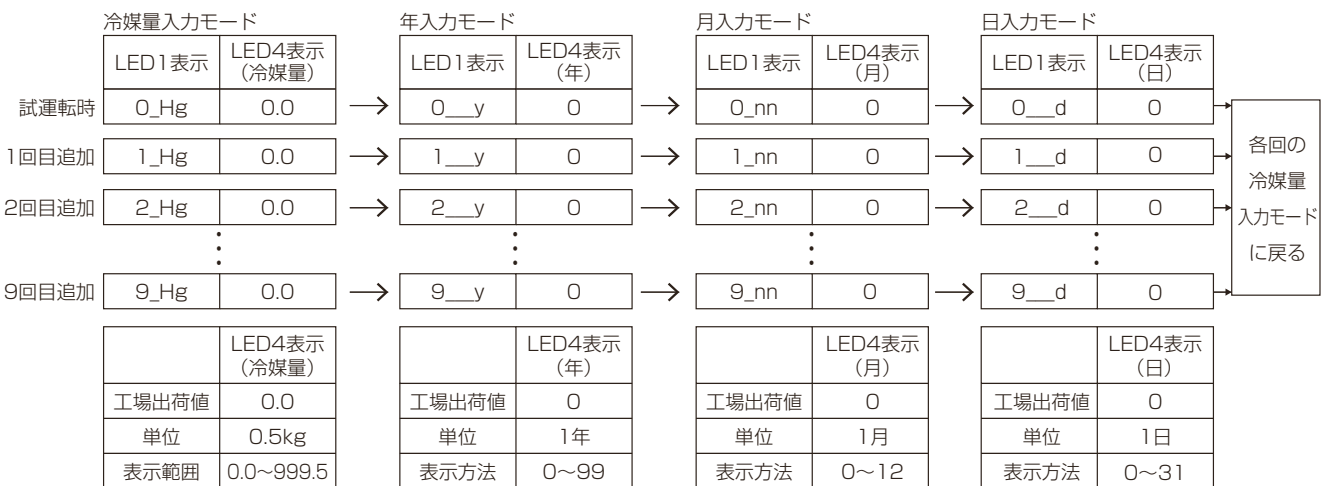 冷媒量入力モード 年入力モード 月入力モード 日入力モード
LED1表示 LED4表示（冷媒量） LED1表示 LED4表示（年） LED1表示 LED4表示（月） LED1表示 LED4表示（日）
試運転時 0_Hg 0.0 → 0__y 0 → 0_nn 0 → 0__d 0 →
1回目追加 1_Hg 0.0 → 1__y 0 → 1_nn 0 → 1__d 0 →
2回目追加 2_Hg 0.0 → 2__y 0 → 2_nn 0 → 2__d 0 →
9回目追加 9_Hg 0.0 → 9__y 0 → 9_nn 0 → 9__d 0 →
各回の
冷媒量
入力モード
に戻る
LED4表示（冷媒量） LED4表示（年） LED4表示（月） LED4表示（日）
工場出荷値 0.0 工場出荷値 0 工場出荷値 0 工場出荷値 0
単位 0.5kg 単位 1年 単位 1月 単位 1日
表示範囲 0.0～999.5 表示方法 0～99 表示方法 0～12 表示方法 0～31